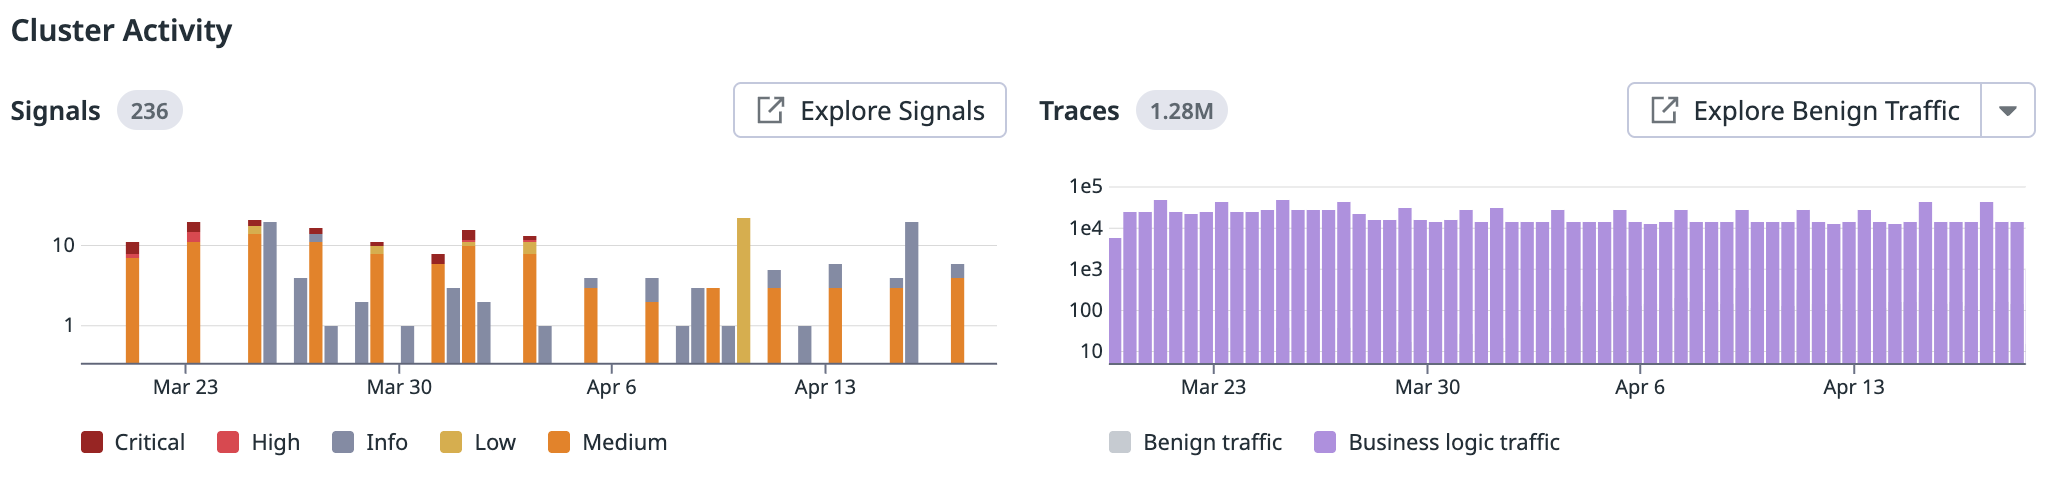 Cluster Activity
Signals 236
Explore Signals
10
1
Mar 23 Mar 30 Apr 6 Apr 13
Critical High Info Low Medium
Traces 1.28M
Explore Benign Traffic
1e5
1e4
1e3
100
10
Mar 23 Mar 30 Apr 6 Apr 13
Benign traffic Business logic traffic